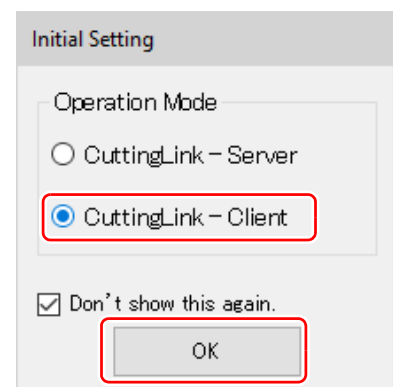 Initial Setting
Operation Mode
CuttingLink - Server
CuttingLink - Client
Don't show this again.
OK